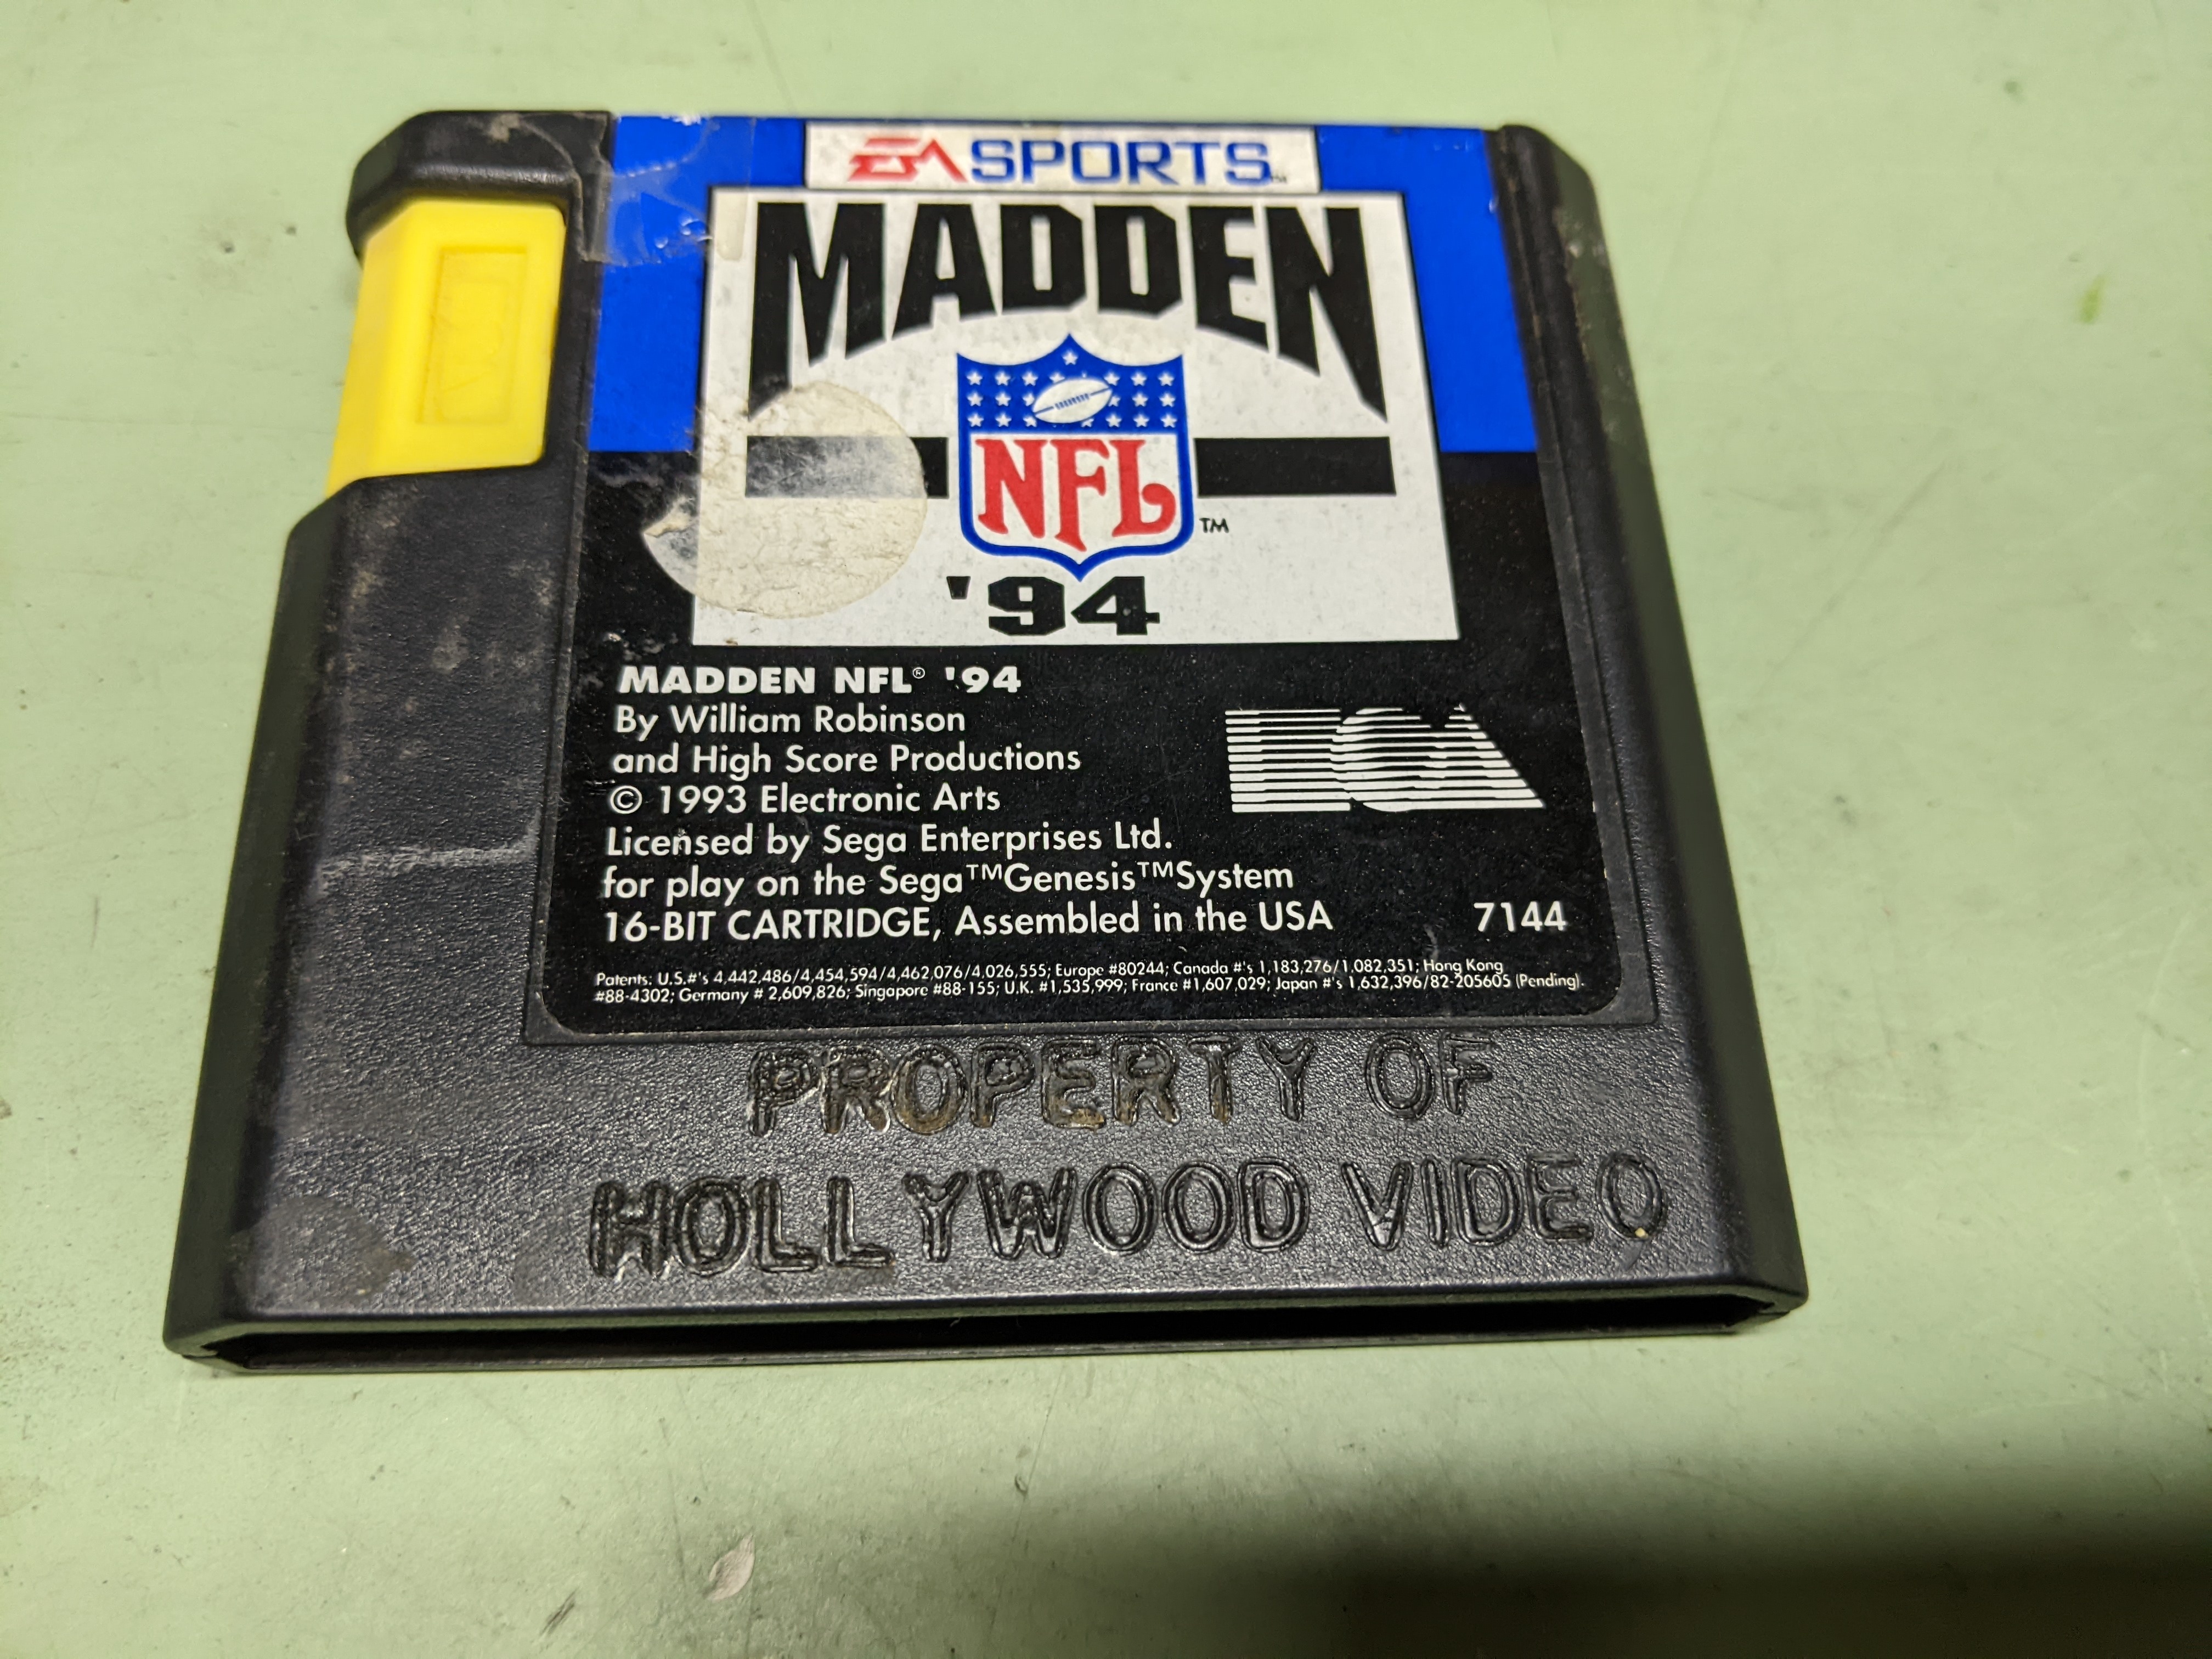 EA SPORTS™
MADDEN
NFL™
'94
MADDEN NFL® '94
By William Robinson
and High Score Productions
© 1993 Electronic Arts
Licensed by Sega Enterprises Ltd.
for play on the Sega™Genesis™System
16-BIT CARTRIDGE, Assembled in the USA 7144
EA
Patents: U.S.#'s 4,442,486/4,454,594/4,462,076/4,026,555; Europe #80244; Canada #'s 1,183,276/1,082,351; Hong Kong
#88-4302; Germany # 2,609,826; Singapore #88-155; U.K. #1,535,999; France #1,607,029; Japan #'s 1,632,396/82-205605 (Pending).
PROPERTY OF
HOLLYWOOD VIDEO